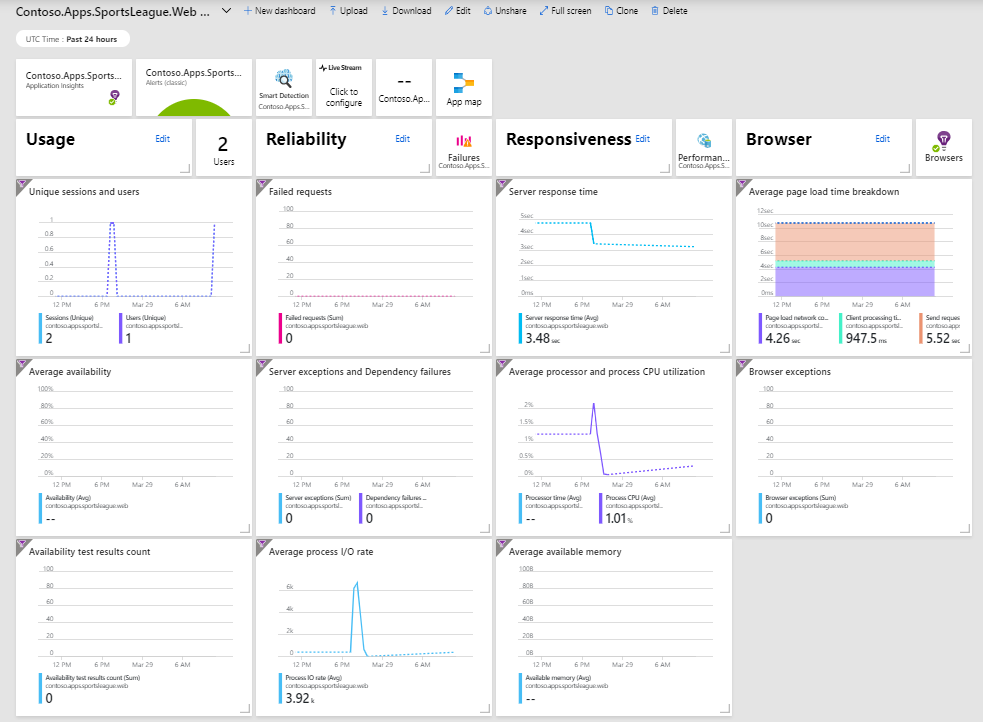 Contoso.Apps.SportsLeague.Web ... New dashboard Upload Download Edit Unshare Full screen Clone Delete
UTC Time : Past 24 hours
Contoso.Apps.Sports...
Application Insights
Contoso.Apps.Sports...
Alerts (classic)
Smart Detection
Contoso.Apps.S...
Live Stream
Click to
configure
--
Contoso.Ap...
App map
Usage Edit
2
Users
Reliability Edit
Failures
Contoso.Apps.S...
Responsiveness Edit
Performan...
Contoso.Apps.S...
Browser Edit
Browsers
Unique sessions and users
1
0.8
0.6
0.4
0.2
0
12 PM 6 PM Mar 29 6 AM
Sessions (Unique)
contoso.apps.sportsl...
2
Users (Unique)
contoso.apps.sportsl...
1
Failed requests
100
80
60
40
20
0
12 PM 6 PM Mar 29 6 AM
Failed requests (Sum)
contoso.apps.sportsleague.web
0
Server response time
5sec
4sec
3sec
2sec
1sec
0ms
12 PM 6 PM Mar 29 6 AM
Server response time (Avg)
contoso.apps.sportsleague.web
3.48 sec
Average page load time breakdown
12sec
10sec
8sec
6sec
4sec
2sec
0ms
12 PM 6 PM Mar 29 6 AM
Page load network co...
contoso.apps.sportsl...
4.26 sec
Client processing ti...
contoso.apps.sportsl...
947.5 ms
Send reques
contoso.apps
5.52 sec
Average availability
100%
80%
60%
40%
20%
0%
12 PM 6 PM Mar 29 6 AM
Availability (Avg)
contoso.apps.sportsleague.web
--
Server exceptions and Dependency failures
100
80
60
40
20
0
12 PM 6 PM Mar 29 6 AM
Server exceptions (Sum)
contoso.apps.sportsl...
0
Dependency failures ...
contoso.apps.sportsl...
0
Average processor and process CPU utilization
2%
1.5%
1%
0.5%
0%
12 PM 6 PM Mar 29 6 AM
Processor time (Avg)
contoso.apps.sportsl...
--
Process CPU (Avg)
contoso.apps.sportsl...
1.01 %
Browser exceptions
100
80
60
40
20
0
12 PM 6 PM Mar 29 6 AM
Browser exceptions (Sum)
contoso.apps.sportsleague.web
0
Availability test results count
100
80
60
40
20
0
12 PM 6 PM Mar 29 6 AM
Availability test results count (Sum)
contoso.apps.sportsleague.web
0
Average process I/O rate
6k
4k
2k
0
12 PM 6 PM Mar 29 6 AM
Process IO rate (Avg)
contoso.apps.sportsleague.web
3.92 k
Average available memory
100B
80B
60B
40B
20B
0B
12 PM 6 PM Mar 29 6 AM
Available memory (Avg)
contoso.apps.sportsleague.web
--